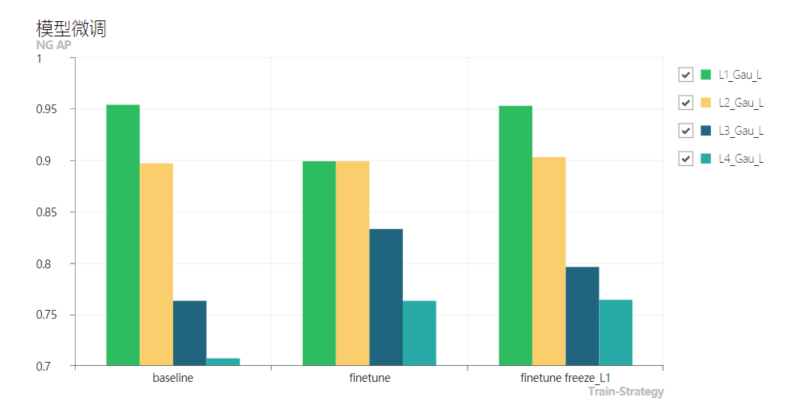 模型微调
NG AP
1
0.95
0.9
0.85
0.8
0.75
0.7
baseline
finetune
finetune freeze_L1
Train-Strategy
L1_Gau_L
L2_Gau_L
L3_Gau_L
L4_Gau_L